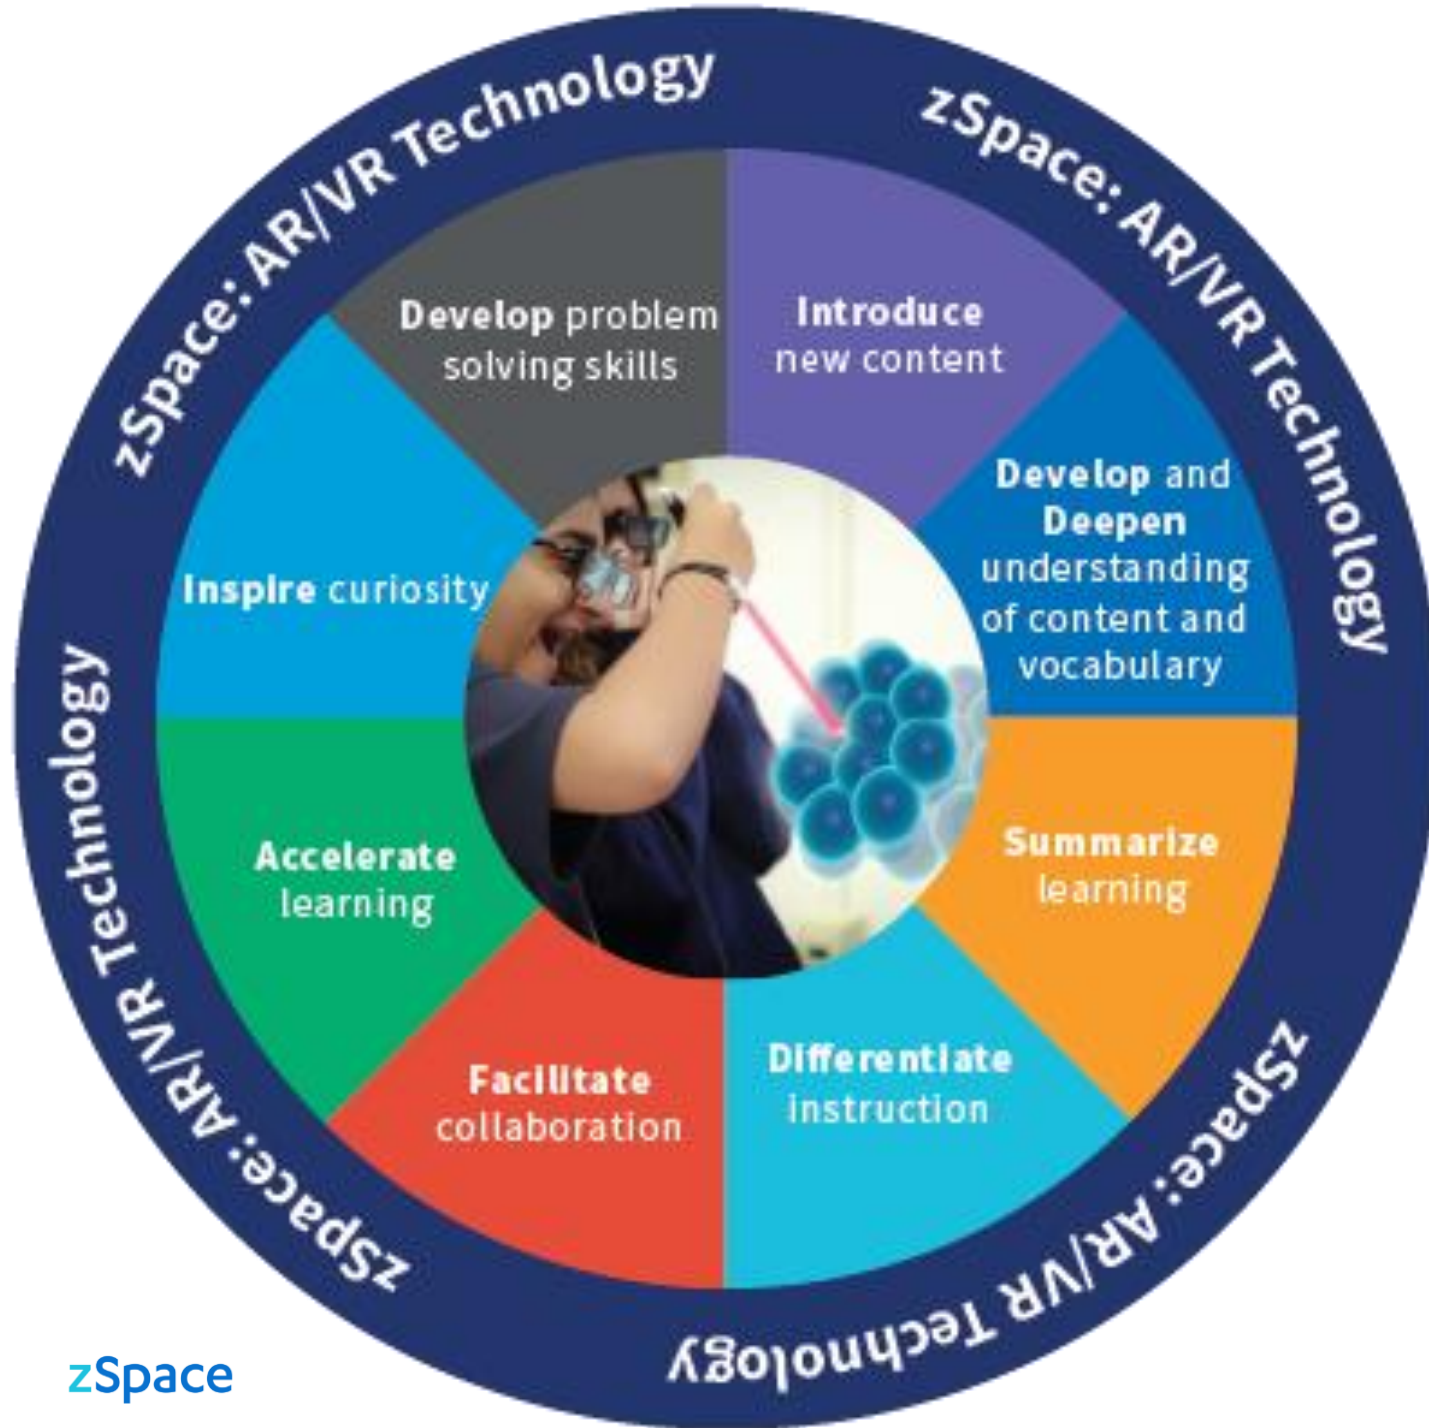 zSpace: AR/VR Technology
zSpace: AR/VR Technology
zSpace: AR/VR Technology
zSpace: AR/VR Technology
Introduce
new content
Develop and
Deepen
understanding
of content and
vocabulary
Summarize
learning
Differentiate
instruction
Facilitate
collaboration
Accelerate
learning
Inspire curiosity
Develop problem
solving skills
zSpace